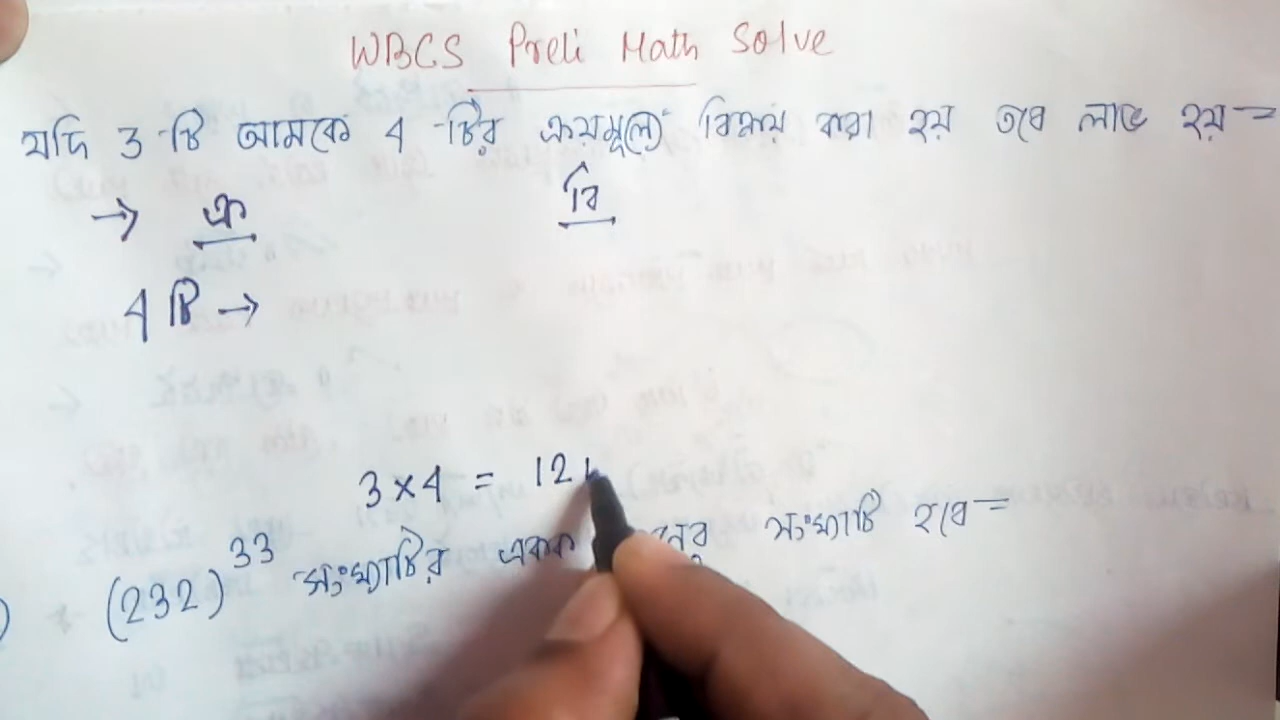 WBCS Preli Math Solve
যদি 3 টি আমকে 4 টির ক্রয়মূল্যে বিক্রয় করা হয় তবে লাভ হয় —
→ ক্র বি
4 টি →
3 × 4 = 12
(232)^33 সংখ্যাটির একক সংখ্যাটি হবে —